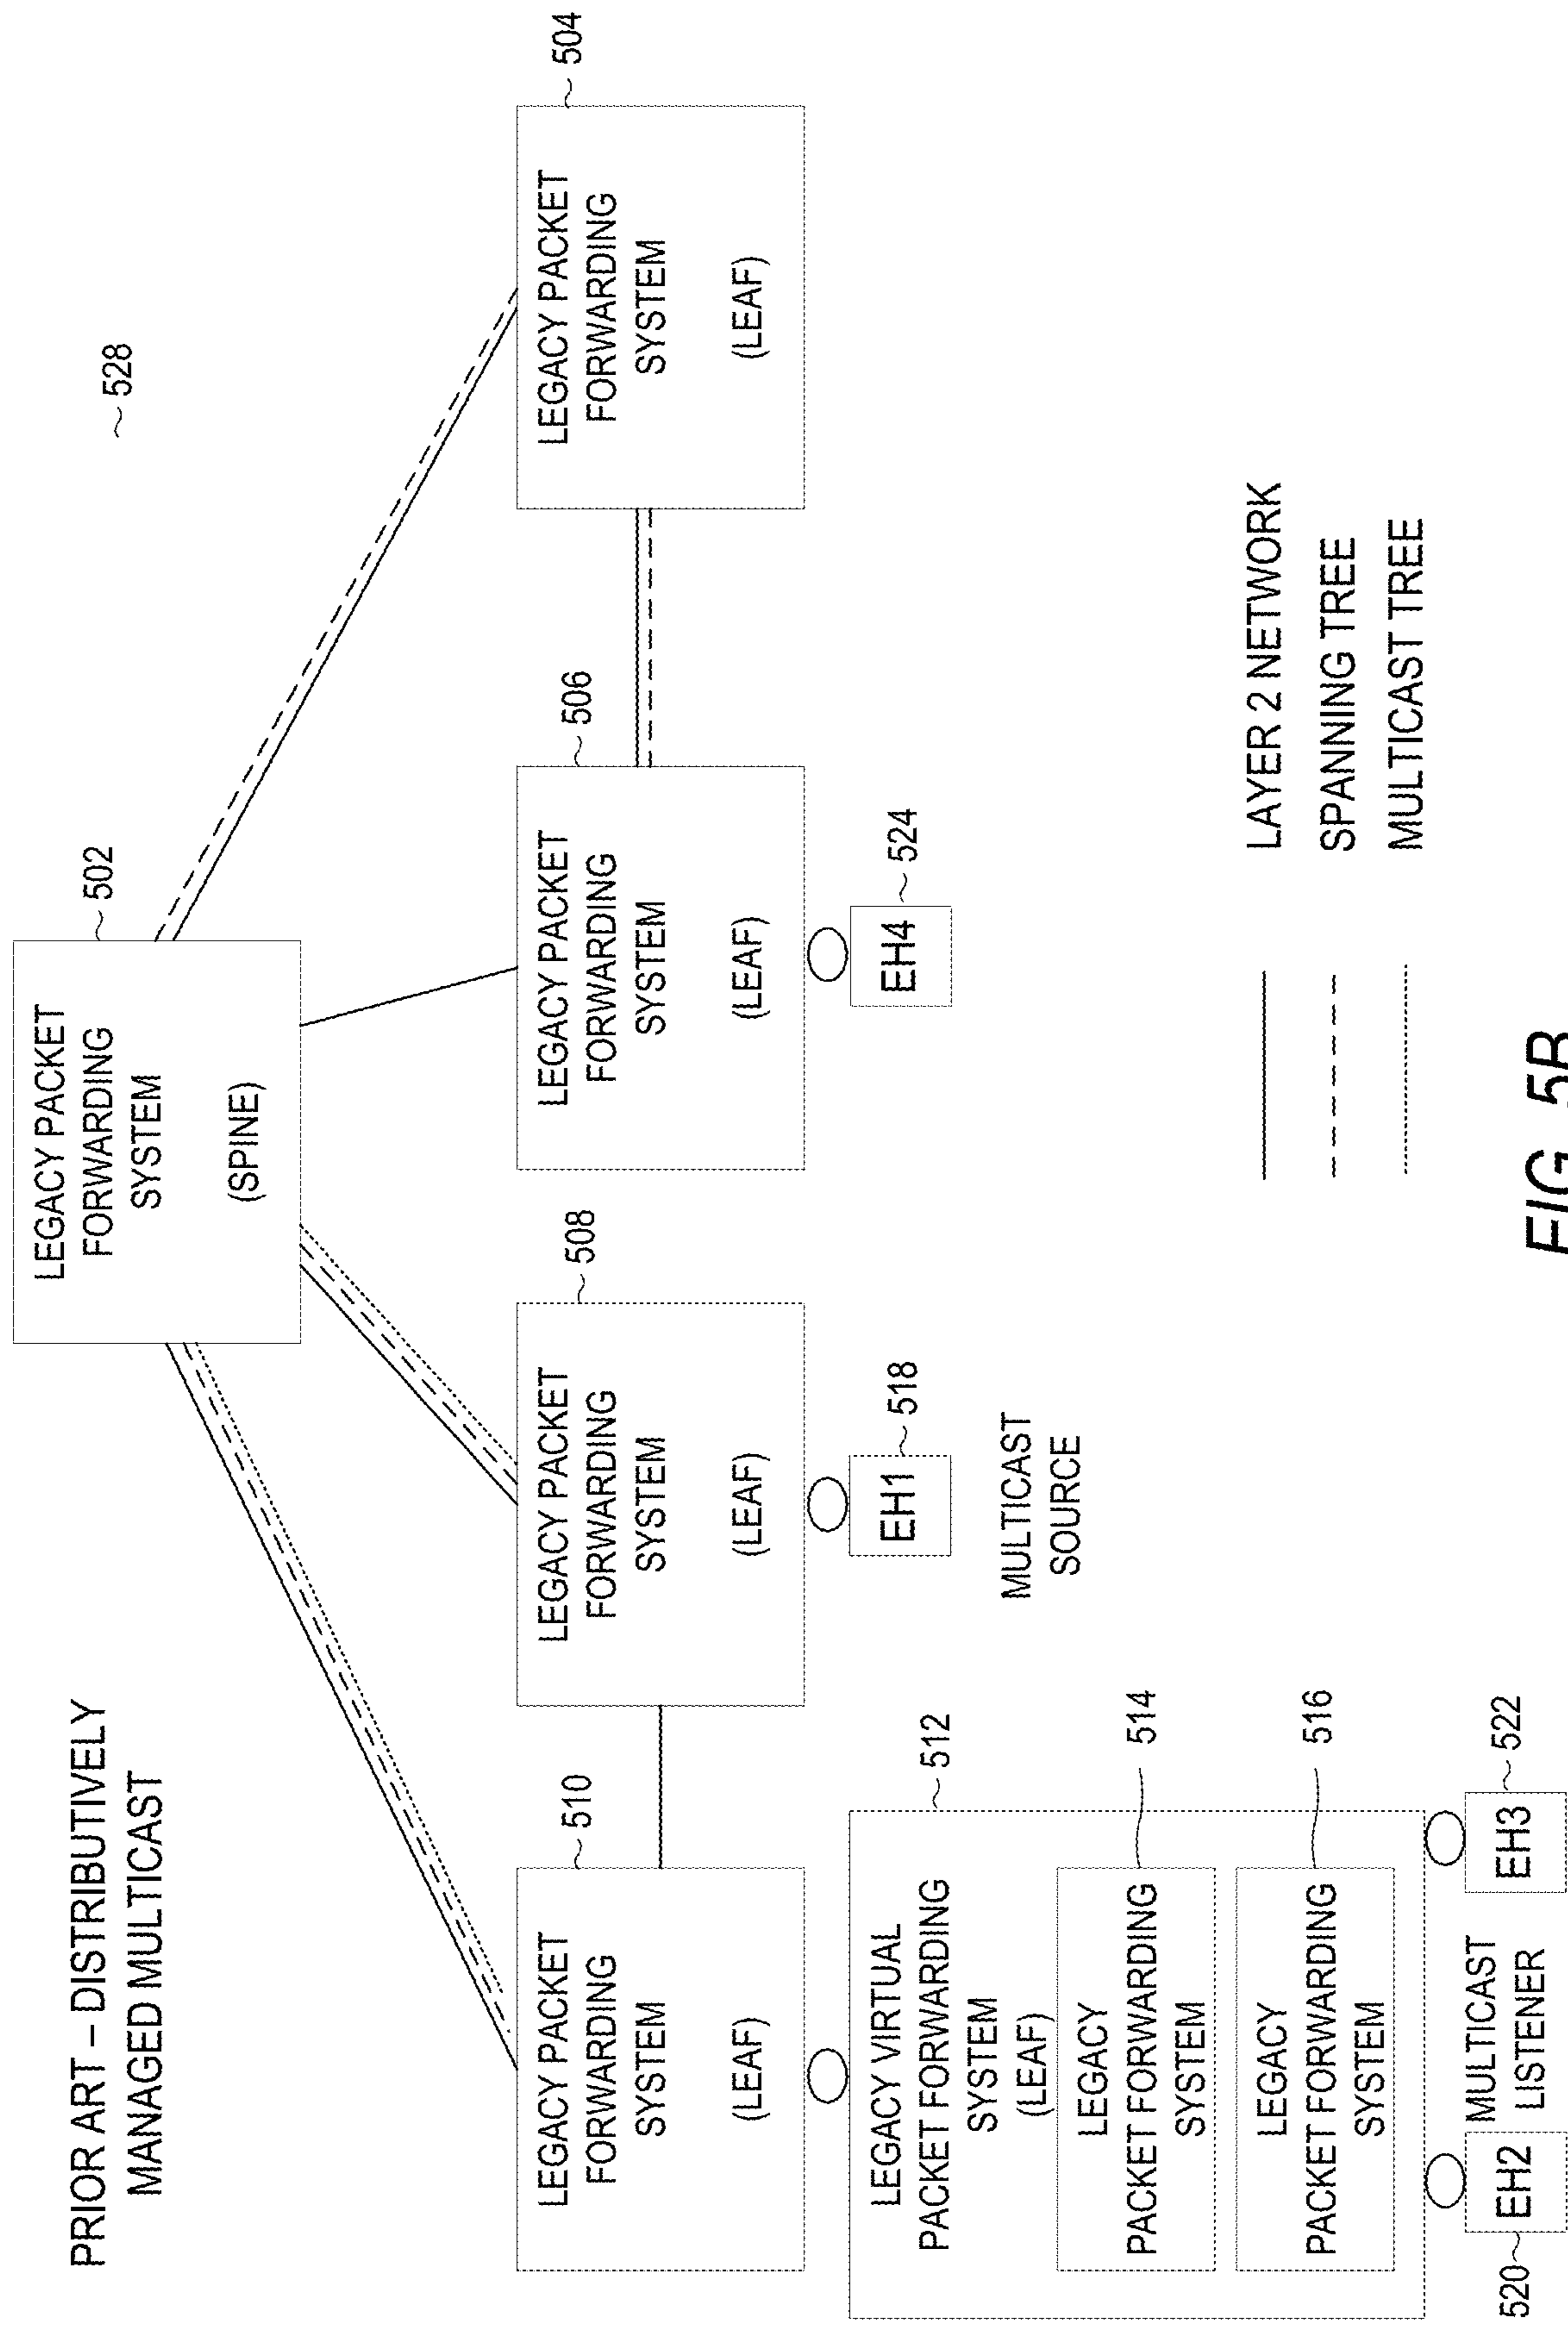 PRIOR ART – DISTRIBUTIVELY
MANAGED MULTICAST
528
502
LEGACY PACKET
FORWARDING
SYSTEM
(SPINE)
510
LEGACY PACKET
FORWARDING
SYSTEM
(LEAF)
508
LEGACY PACKET
FORWARDING
SYSTEM
(LEAF)
506
LEGACY PACKET
FORWARDING
SYSTEM
(LEAF)
504
LEGACY PACKET
FORWARDING
SYSTEM
(LEAF)
512
LEGACY VIRTUAL
PACKET FORWARDING
SYSTEM
(LEAF)
514
LEGACY
PACKET FORWARDING
SYSTEM
516
LEGACY
PACKET FORWARDING
SYSTEM
EH1
518
MULTICAST
SOURCE
EH4
524
520
EH2
MULTICAST
LISTENER
EH3
522
LAYER 2 NETWORK
SPANNING TREE
MULTICAST TREE
FIG. 5B